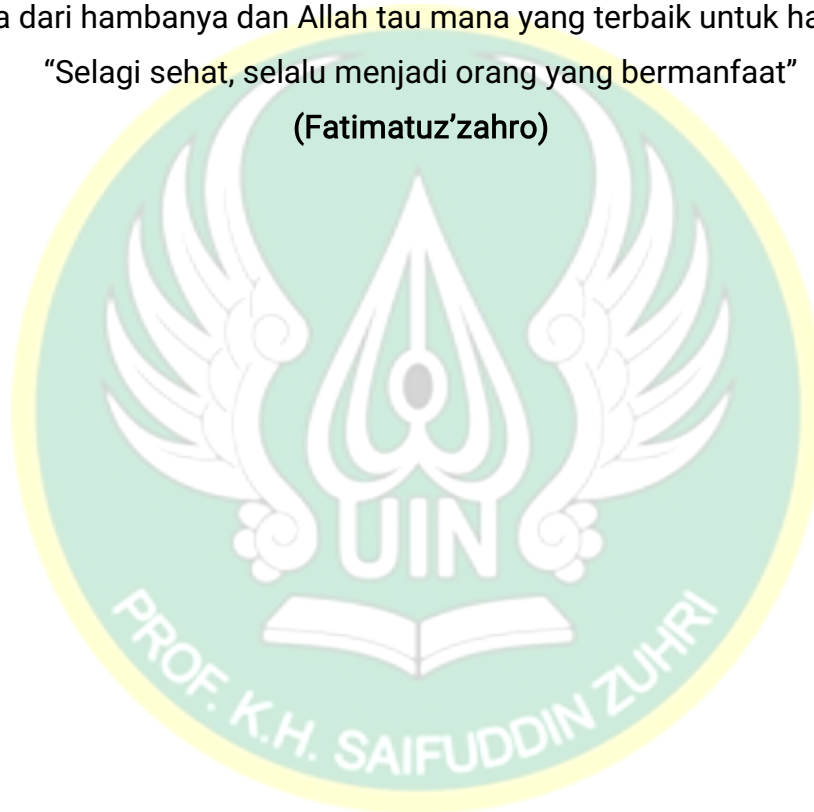 dari hambanya dan Allah tau mana yang terbaik untuk
“Selagi sehat, selalu menjadi orang yang bermanfaat”
(Fatimatuz’zahro)
UIN
PROF. K.H. SAIFUDDIN ZUHRI